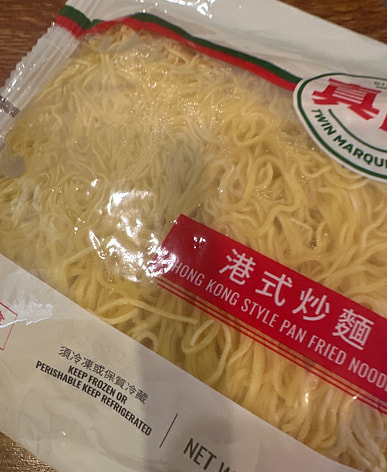 真
TWIN MARQU
港式炒麵
HONG KONG STYLE PAN FRIED NOOD
須冷凍或保質冷藏
KEEP FROZEN OR
PERISHABLE KEEP REFRIGERATED
NET